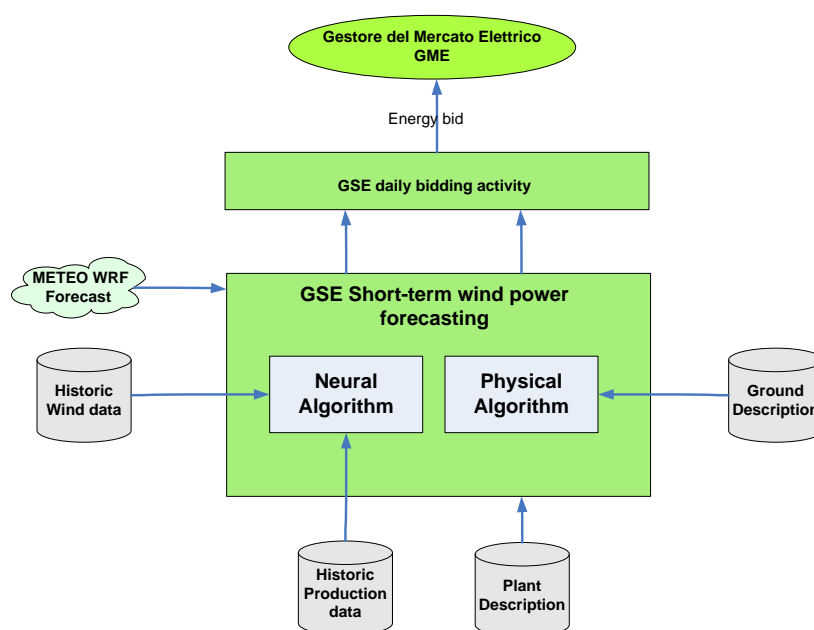 Gestore del Mercato Elettrico
GME
Energy bid
GSE daily bidding activity
METEO WRF
Forecast
GSE Short-term wind power
forecasting
Historic
Wind data
Neural
Algorithm
Physical
Algorithm
Ground
Description
Historic
Production
data
Plant
Description